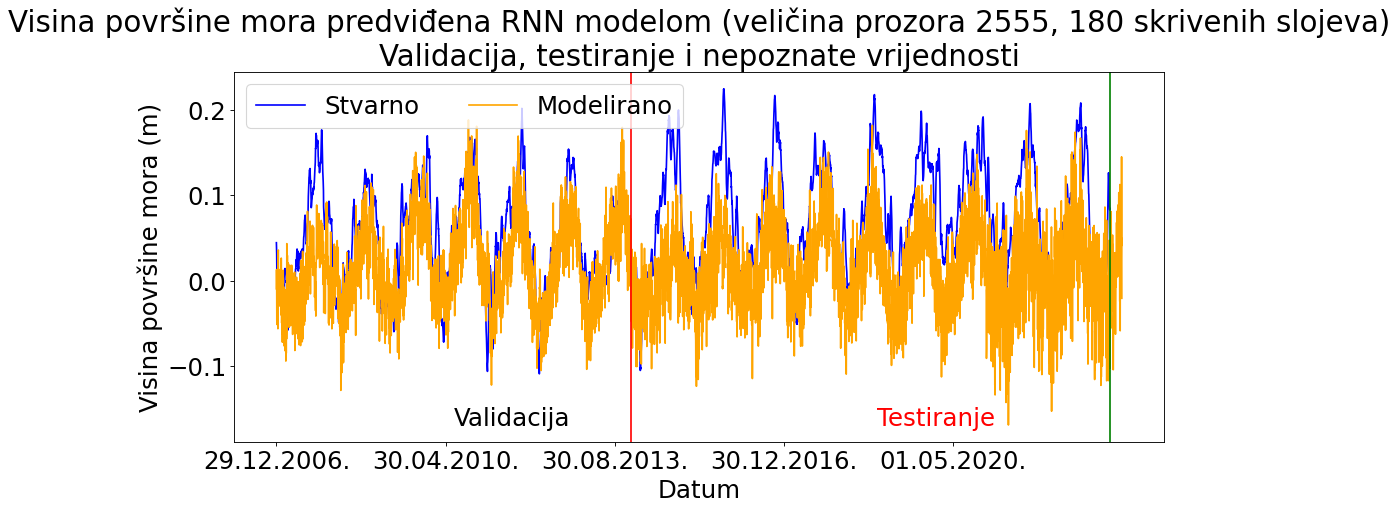 Visina površine mora predviđena RNN modelom (veličina prozora 2555, 180 skrivenih slojeva)
Validacija, testiranje i nepoznate vrijednosti
Stvarno
Modelirano
Visina površine mora (m)
0.2
0.1
0.0
−0.1
Validacija
Testiranje
29.12.2006.
30.04.2010.
30.08.2013.
30.12.2016.
01.05.2020.
Datum